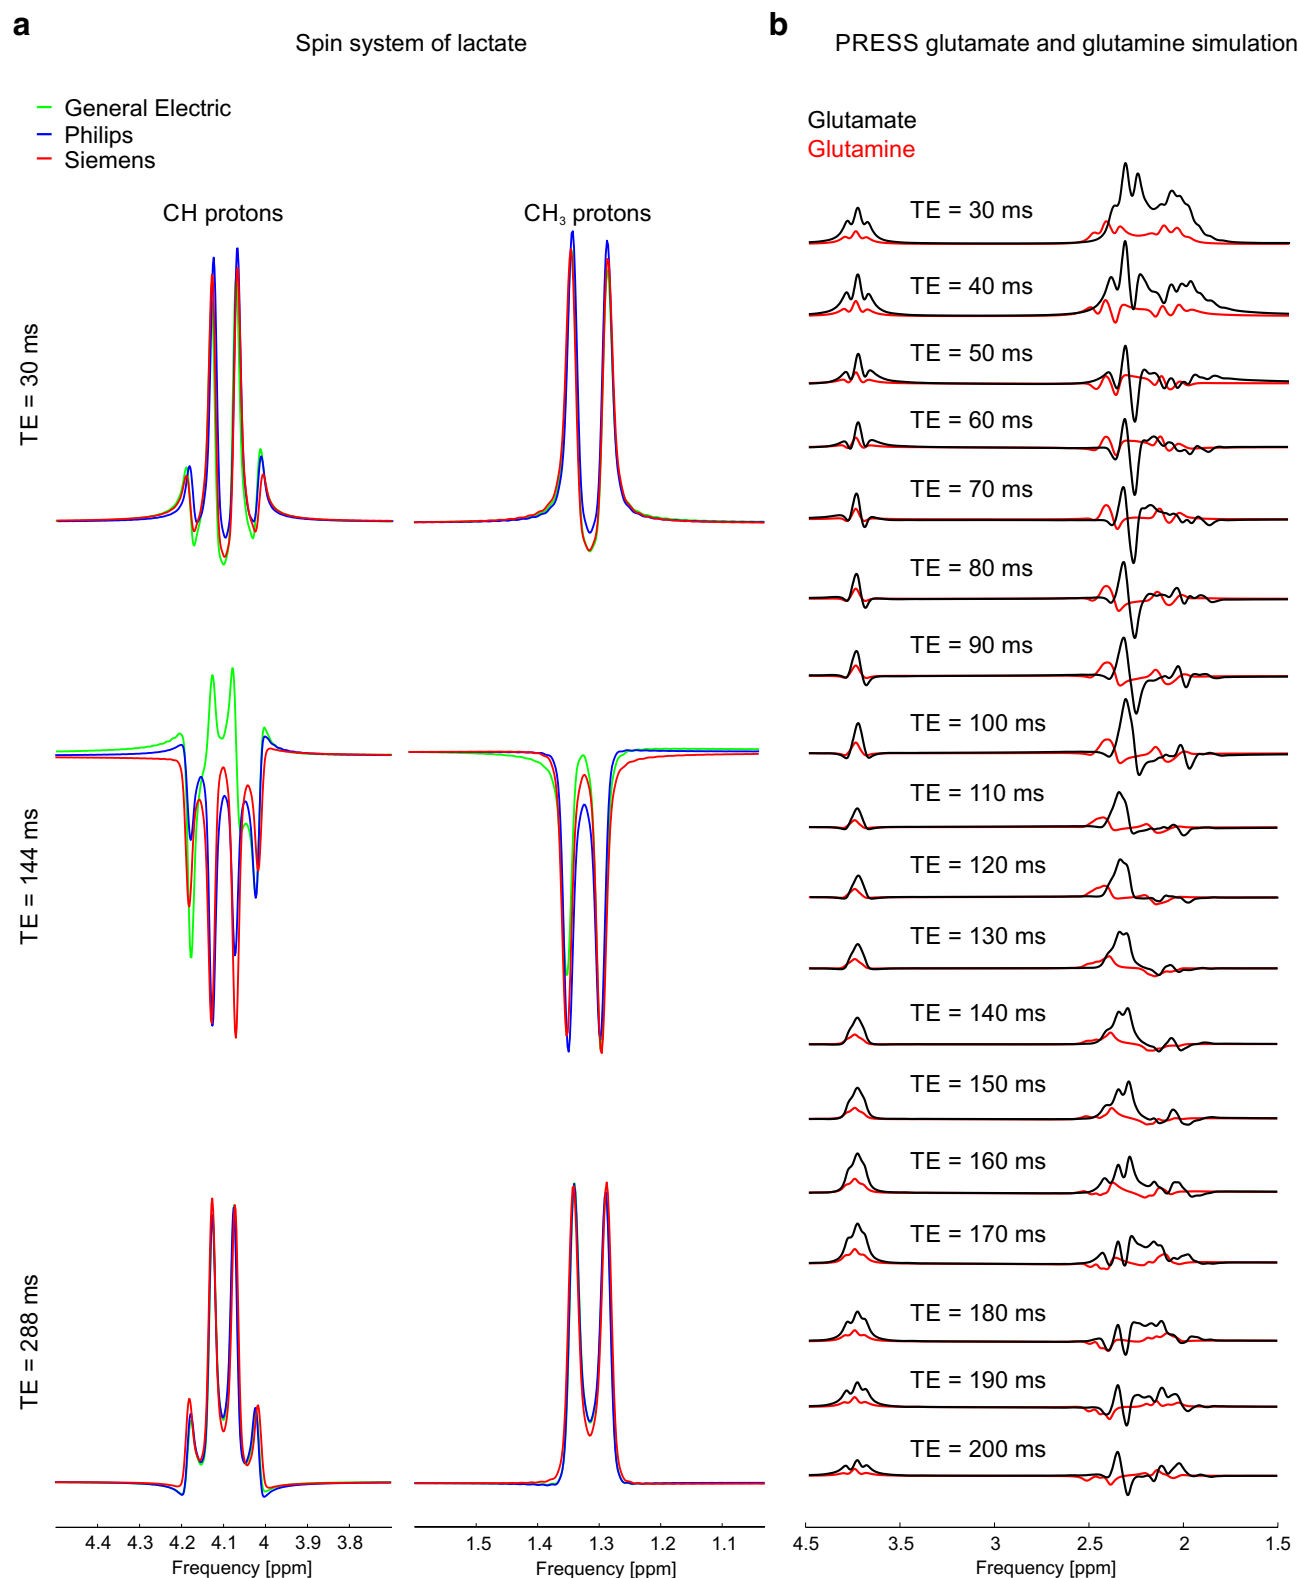 a
Spin system of lactate
General Electric
Philips
Siemens
CH protons
CH₃ protons
TE = 30 ms
TE = 144 ms
TE = 288 ms
4.4 4.2 4.1 4 3.9 3.8
Frequency [ppm]
1.5 1.4 1.3 1.2 1.1
Frequency [ppm]
b
PRESS glutamate and glutamine simulation
Glutamate
Glutamine
TE = 30 ms
TE = 40 ms
TE = 50 ms
TE = 60 ms
TE = 70 ms
TE = 80 ms
TE = 90 ms
TE = 100 ms
TE = 110 ms
TE = 120 ms
TE = 130 ms
TE = 140 ms
TE = 150 ms
TE = 160 ms
TE = 170 ms
TE = 180 ms
TE = 190 ms
TE = 200 ms
4.5 3.5 3 2.5 2 1.5
Frequency [ppm]